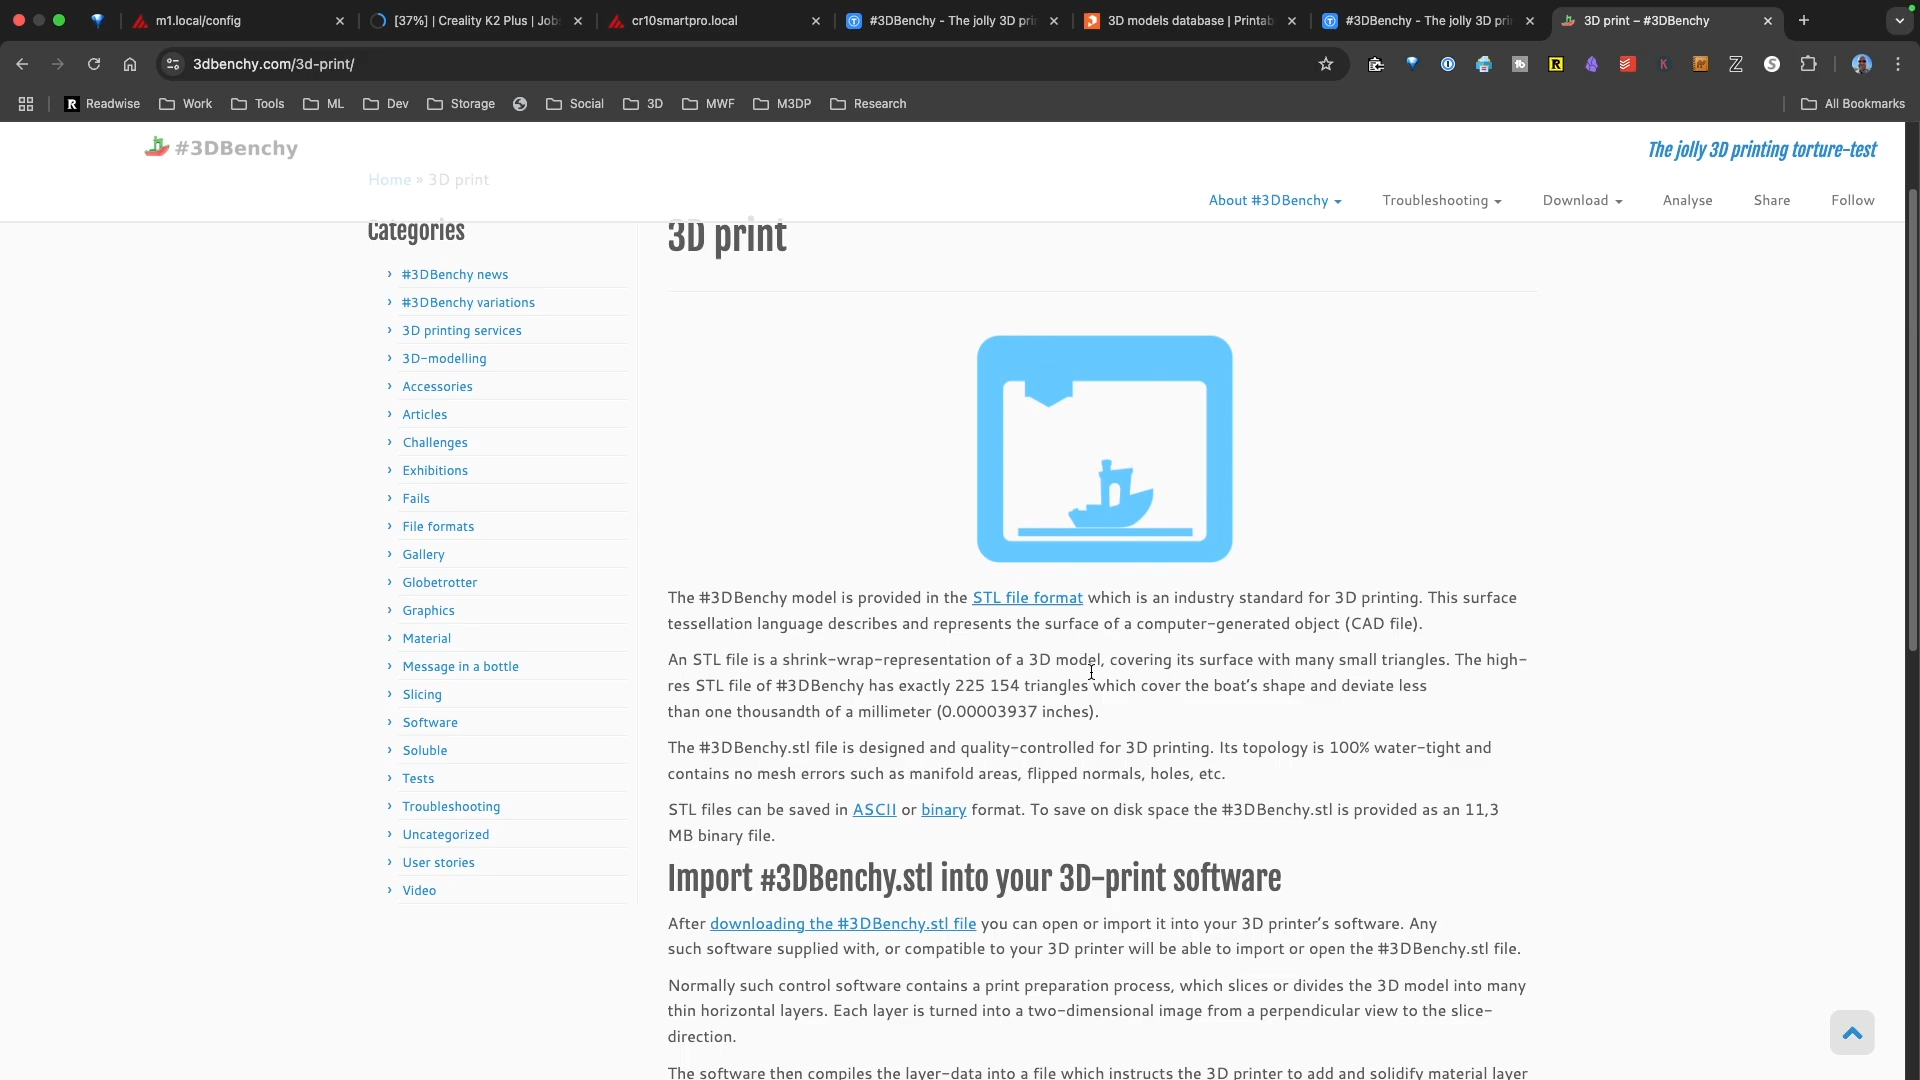 m1.local/config
[37%] | Creality K2 Plus | Job
cr10smartpro.local
#3DBenchy - The jolly 3D prin
3D models database | Printab
#3DBenchy - The jolly 3D prin
3D print – #3DBenchy
3dbenchy.com/3d-print/
Readwise
Work
Tools
ML
Dev
Storage
Social
3D
MWF
M3DP
Research
All Bookmarks
#3DBenchy
The jolly 3D printing torture-test
Home » 3D print
About #3DBenchy
Troubleshooting
Download
Analyse
Share
Follow
Categories
#3DBenchy news
#3DBenchy variations
3D printing services
3D-modelling
Accessories
Articles
Challenges
Exhibitions
Fails
File formats
Gallery
Globetrotter
Graphics
Material
Message in a bottle
Slicing
Software
Soluble
Tests
Troubleshooting
Uncategorized
User stories
Video
3D print
The #3DBenchy model is provided in the STL file format which is an industry standard for 3D printing. This surface
tessellation language describes and represents the surface of a computer-generated object (CAD file).
An STL file is a shrink-wrap-representation of a 3D model, covering its surface with many small triangles. The high-
res STL file of #3DBenchy has exactly 225 154 triangles which cover the boat's shape and deviate less
than one thousandth of a millimeter (0.00003937 inches).
The #3DBenchy.stl file is designed and quality-controlled for 3D printing. Its topology is 100% water-tight and
contains no mesh errors such as manifold areas, flipped normals, holes, etc.
STL files can be saved in ASCII or binary format. To save on disk space the #3DBenchy.stl is provided as an 11,3
MB binary file.
Import #3DBenchy.stl into your 3D-print software
After downloading the #3DBenchy.stl file you can open or import it into your 3D printer's software. Any
such software supplied with, or compatible to your 3D printer will be able to import or open the #3DBenchy.stl file.
Normally such control software contains a print preparation process, which slices or divides the 3D model into many
thin horizontal layers. Each layer is turned into a two-dimensional image from a perpendicular view to the slice-
direction.
The software then compiles the layer-data into a file which instructs the 3D printer to add and solidify material layer